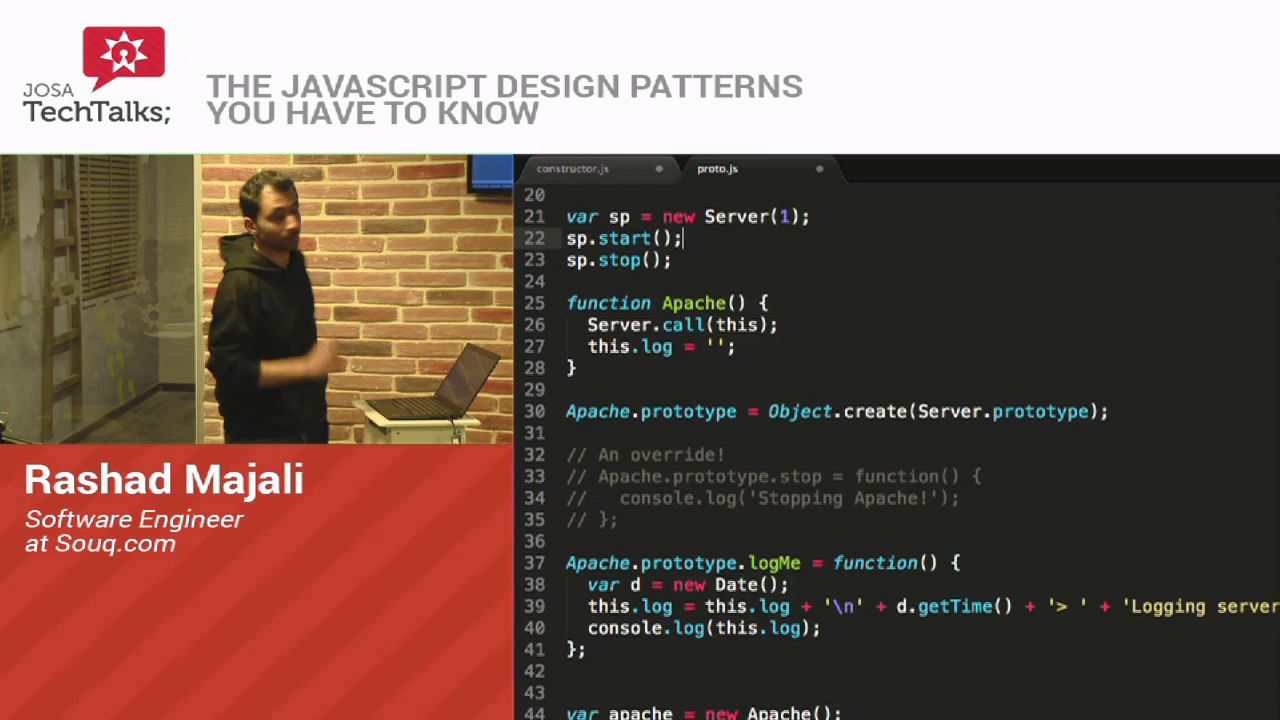 JOSA
TechTalks;
THE JAVASCRIPT DESIGN PATTERNS
YOU HAVE TO KNOW
Rashad Majali
Software Engineer
at Souq.com
constructor.js
proto.js
20
21 var sp = new Server(1);
22 sp.start();
23 sp.stop();
24
25 function Apache() {
26 Server.call(this);
27 this.log = '';
28 }
29
30 Apache.prototype = Object.create(Server.prototype);
31
32 // An override!
33 // Apache.prototype.stop = function() {
34 // console.log('Stopping Apache!');
35 // };
36
37 Apache.prototype.logMe = function() {
38 var d = new Date();
39 this.log = this.log + '\n' + d.getTime() + '> ' + 'Logging server
40 console.log(this.log);
41 };
42
43
44 var apache = new Apache();